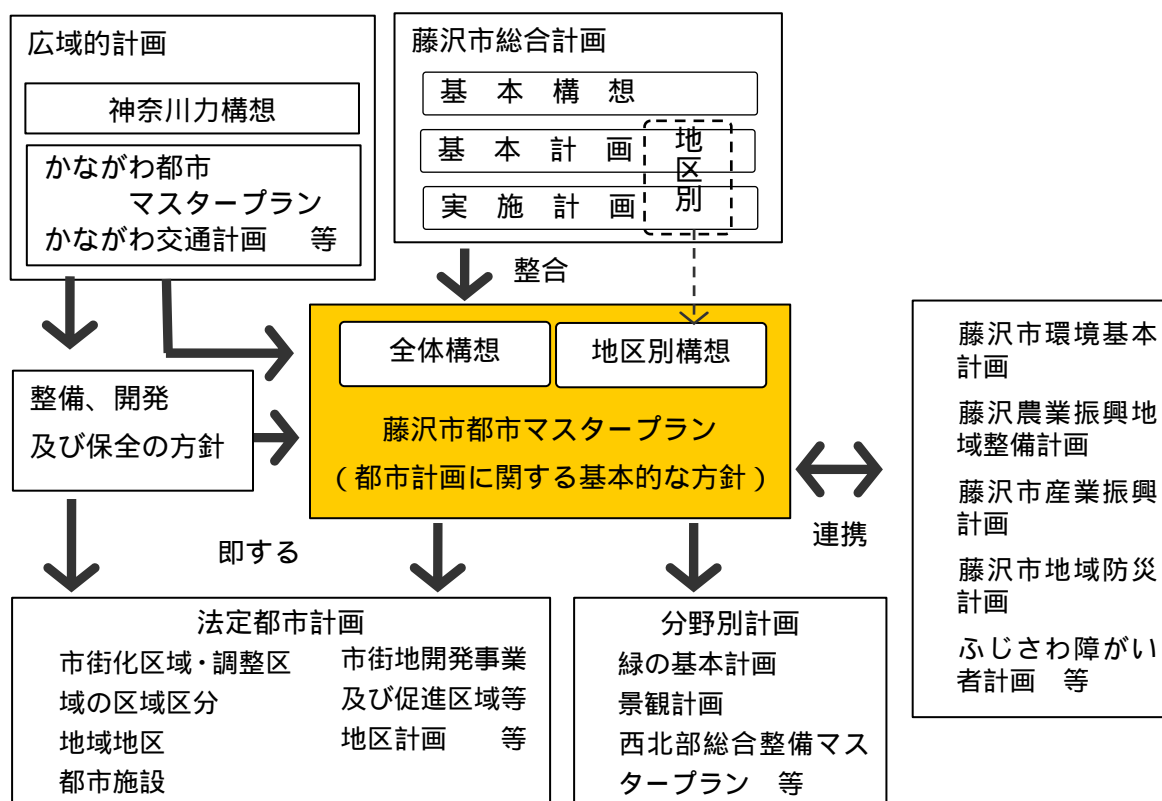 広域的計画
神奈川力構想
かながわ都市
マスタープラン
かながわ交通計画　等
藤沢市総合計画
基　本　構　想
基　本　計　画
実　施　計　画
地区別
整合
全体構想
地区別構想
藤沢市都市マスタープラン
（都市計画に関する基本的な方針）
整備、開発
及び保全の方針
連携
藤沢市環境基本
計画
藤沢農業振興地
域整備計画
藤沢市産業振興
計画
藤沢市地域防災
計画
ふじさわ障がい
者計画　等
即する
法定都市計画
市街化区域・調整区
域の区域区分
地域地区
都市施設
市街地開発事業
及び促進区域等
地区計画　　等
分野別計画
緑の基本計画
景観計画
西北部総合整備マス
タープラン　等